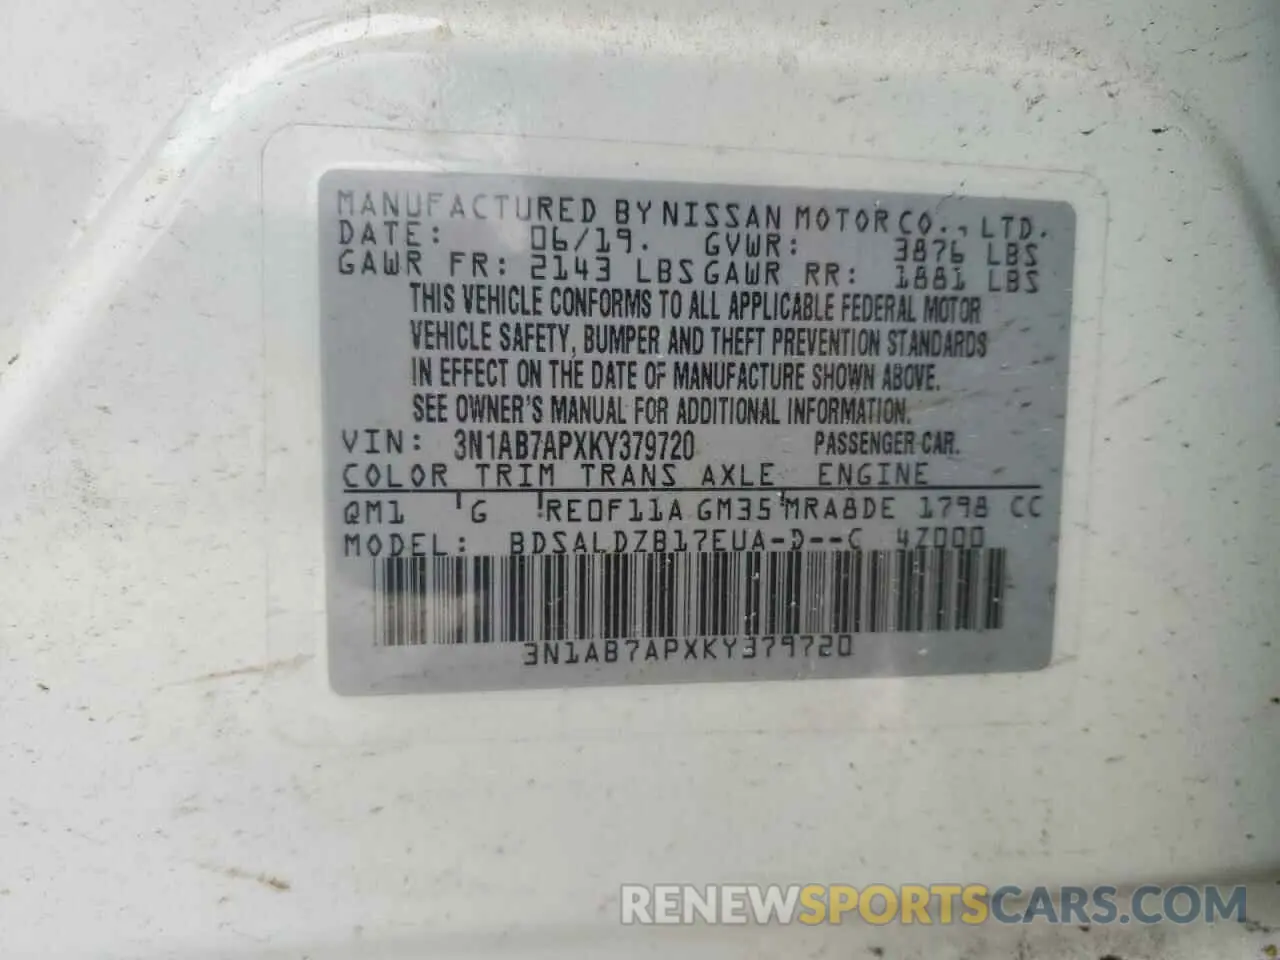 MANUFACTURED BY NISSAN MOTOR CO., LTD.
DATE: 06/19. GVWR: 3876 LBS
GAWR FR: 2143 LBS GAWR RR: 1881 LBS
THIS VEHICLE CONFORMS TO ALL APPLICABLE FEDERAL MOTOR
VEHICLE SAFETY, BUMPER AND THEFT PREVENTION STANDARDS
IN EFFECT ON THE DATE OF MANUFACTURE SHOWN ABOVE.
SEE OWNER'S MANUAL FOR ADDITIONAL INFORMATION.
VIN: 3N1AB7APXKY379720 PASSENGER CAR.
COLOR TRIM TRANS AXLE ENGINE
QM1 G RE0F11A GM35 MRA8DE 1798 CC
MODEL: BDSALDZB17EUA-D--C 4Z000
3N1AB7APXKY379720
RENEWSPORTSCARS.COM